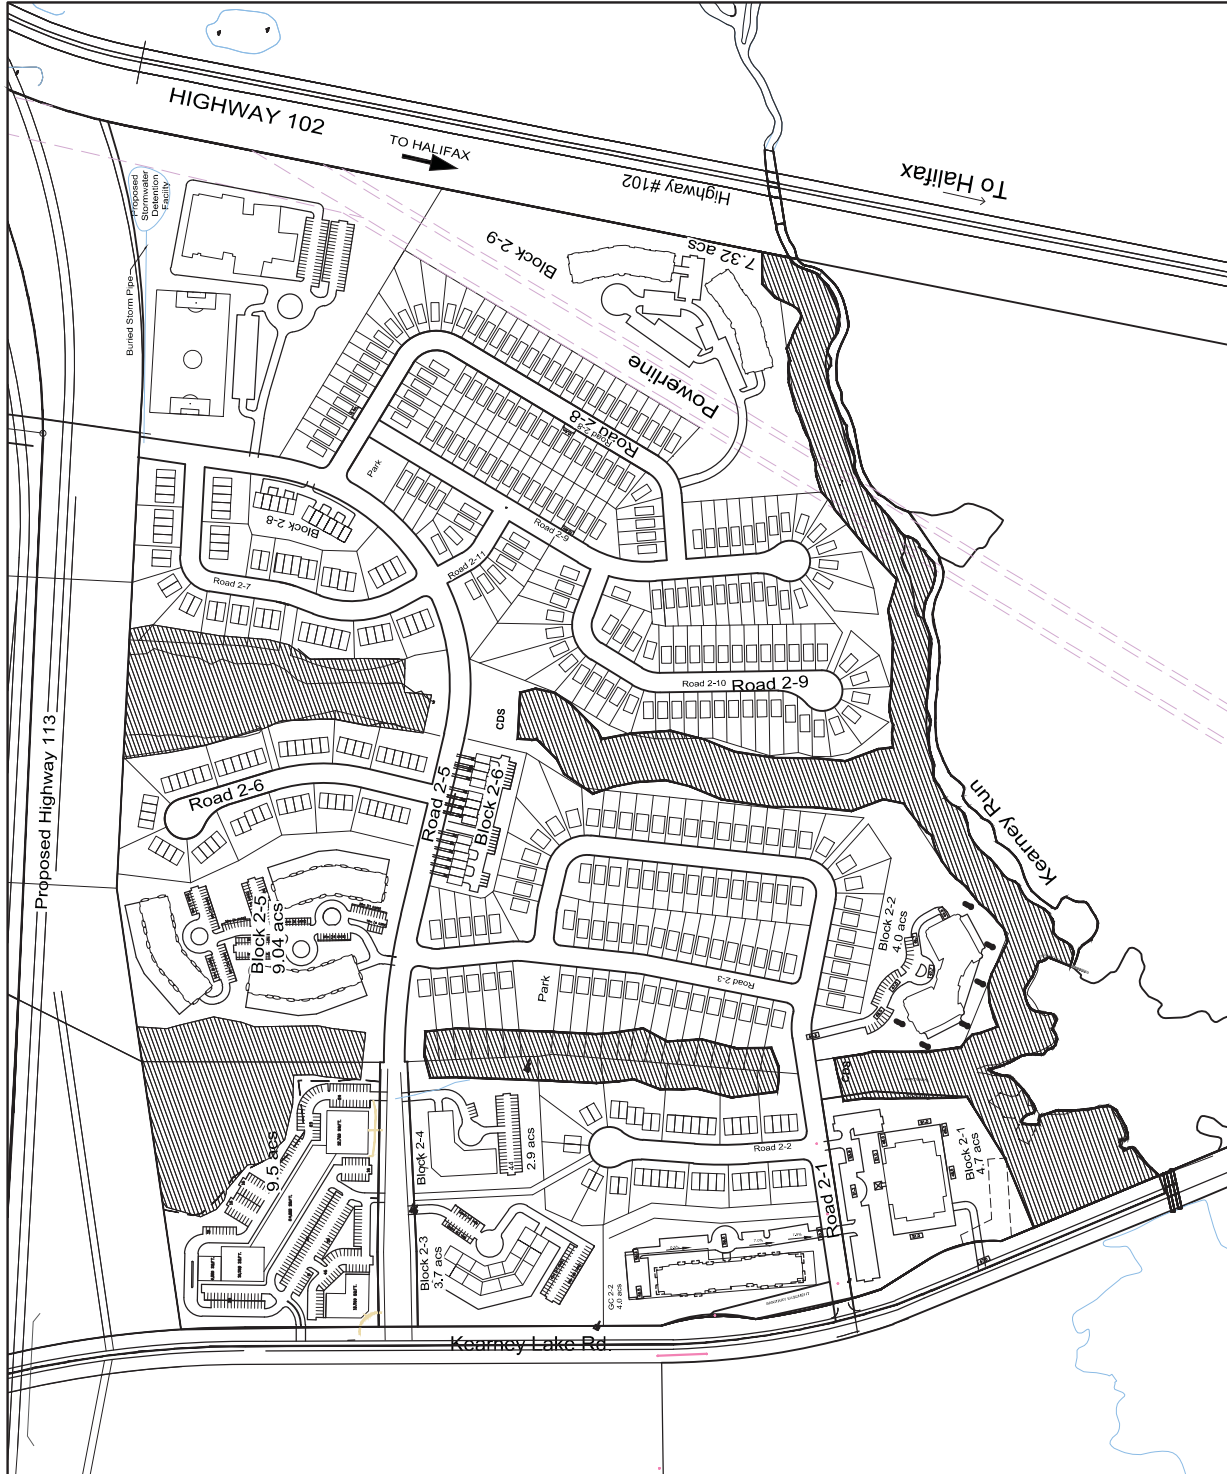 HIGHWAY 102
TO HALIFAX
To Halifax
Highway #102
Proposed
Stormwater
Detention
Facility
Buried Storm Pipe
Block 2-9
7.32 acs
Powerline
Road 2-8
Road 2-8
Park
Block 2-8
Road 2-9
Road 2-11
Road 2-7
Road 2-10
Road 2-9
CDS
Proposed Highway 113
Road 2-6
Road 2-5
Block 2-6
Kearney Run
Block 2-5
9.04 acs
Block 2-2
4.0 acs
Park
Road 2-3
CDS
9.5 acs
Block 2-4
2.9 acs
44
Road 2-2
Block 2-1
4.7 acs
Road 2-1
Block 2-3
3.7 acs
GC 2-2
4.0 acs
Kearney Lake Rd.